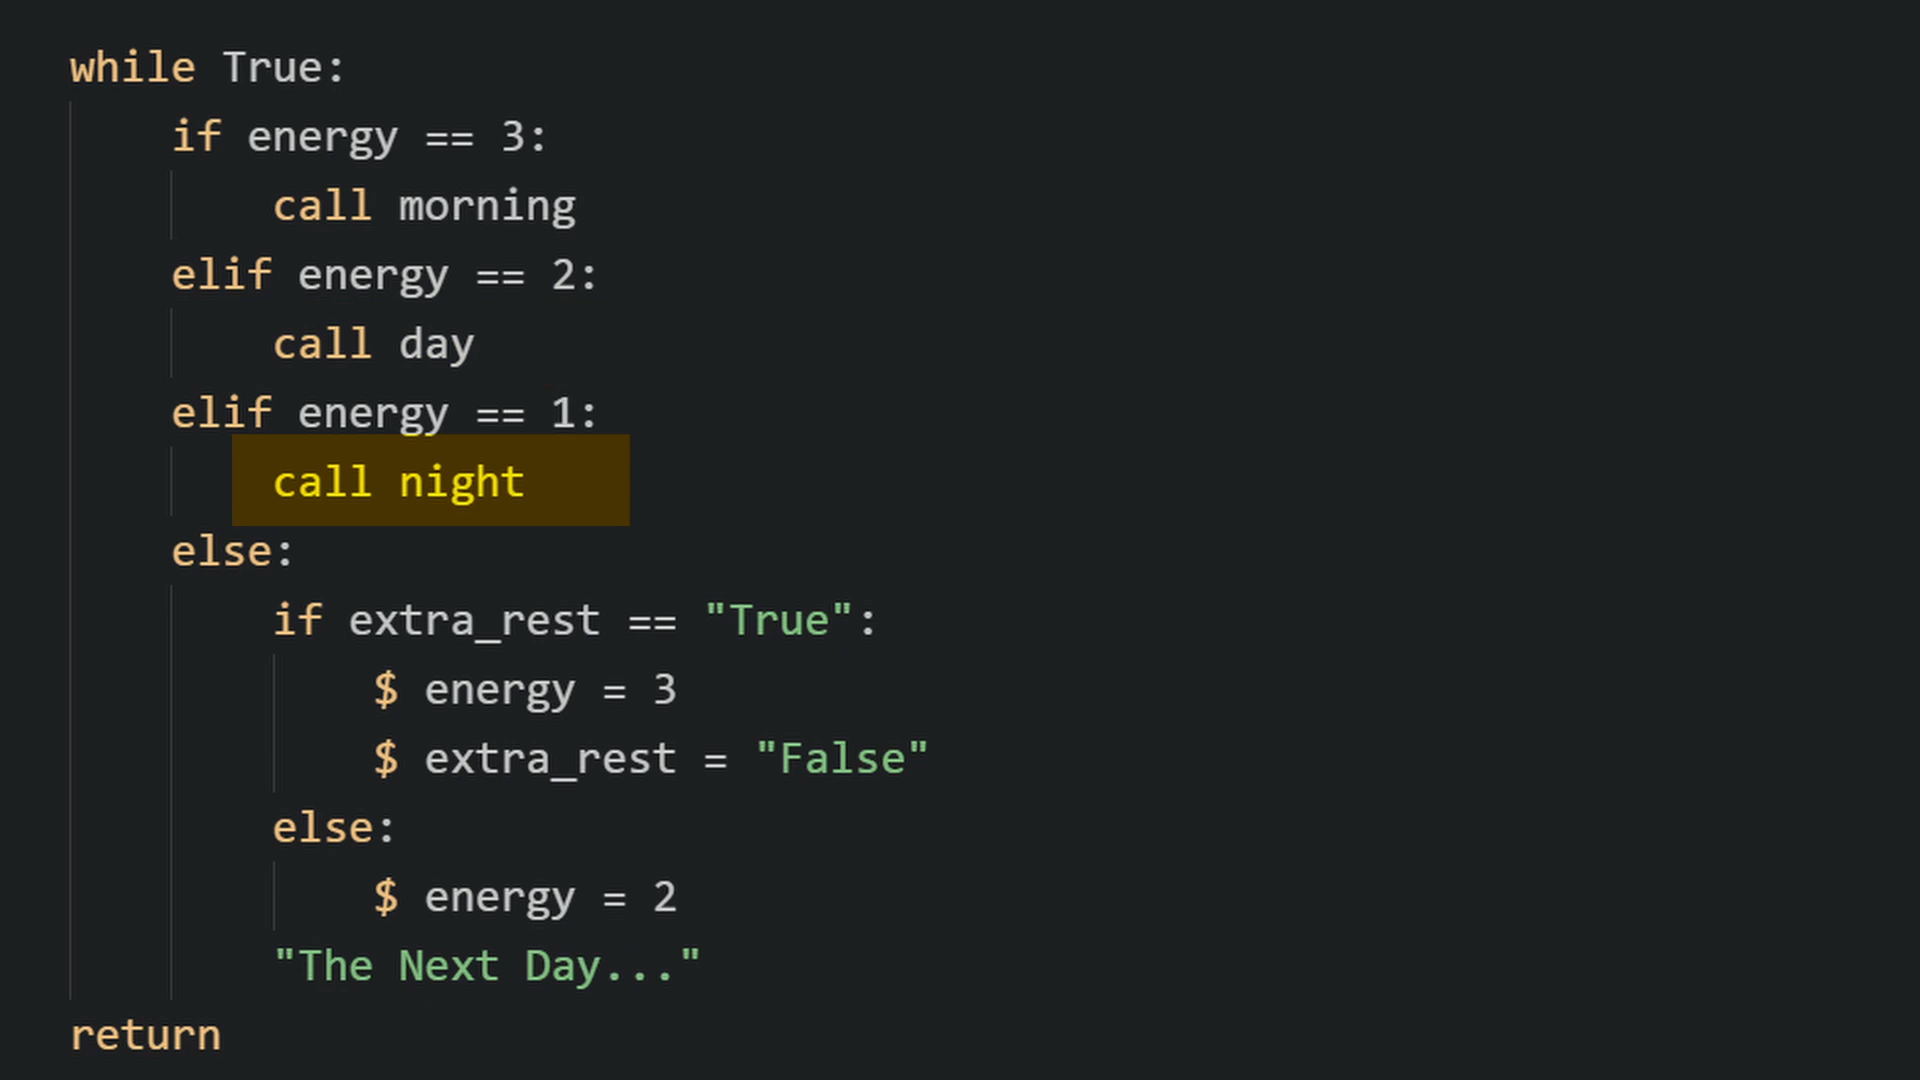 while True:
    if energy == 3:
        call morning
    elif energy == 2:
        call day
    elif energy == 1:
        call night
    else:
        if extra_rest == "True":
            $ energy = 3
            $ extra_rest = "False"
        else:
            $ energy = 2
        "The Next Day..."
return